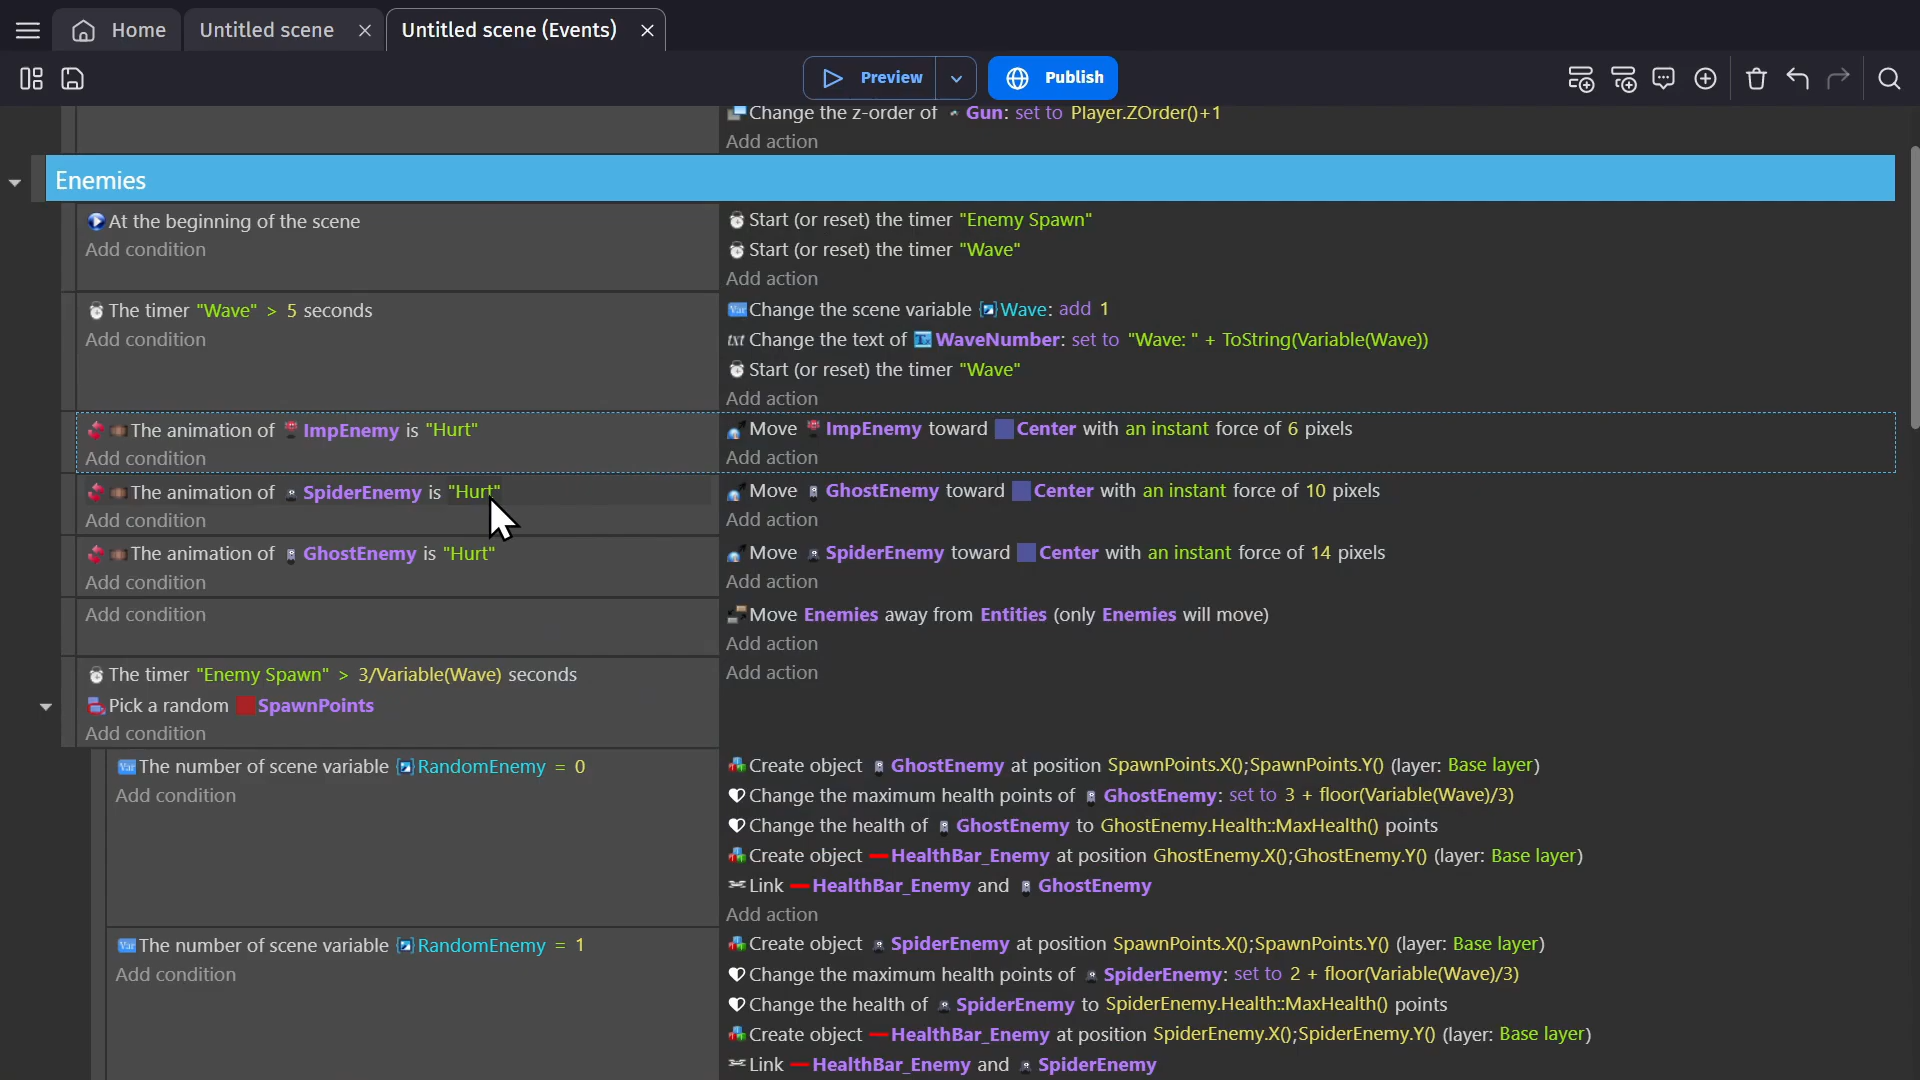 Home
Untitled scene
Untitled scene (Events)
Preview
Publish
Change the z-order of Gun: set to Player.ZOrder()+1
Add action
Enemies
At the beginning of the scene
Add condition
Start (or reset) the timer "Enemy Spawn"
Start (or reset) the timer "Wave"
Add action
The timer "Wave" > 5 seconds
Add condition
Change the scene variable Wave: add 1
Change the text of WaveNumber: set to "Wave: " + ToString(Variable(Wave))
Start (or reset) the timer "Wave"
Add action
The animation of ImpEnemy is "Hurt"
Add condition
Move ImpEnemy toward Center with an instant force of 6 pixels
Add action
The animation of SpiderEnemy is "Hurt"
Add condition
Move GhostEnemy toward Center with an instant force of 10 pixels
Add action
The animation of GhostEnemy is "Hurt"
Add condition
Move SpiderEnemy toward Center with an instant force of 14 pixels
Add action
Add condition
Move Enemies away from Entities (only Enemies will move)
Add action
The timer "Enemy Spawn" > 3/Variable(Wave) seconds
Pick a random SpawnPoints
Add condition
Add action
The number of scene variable RandomEnemy = 0
Add condition
Create object GhostEnemy at position SpawnPoints.X();SpawnPoints.Y() (layer: Base layer)
Change the maximum health points of GhostEnemy: set to 3 + floor(Variable(Wave)/3)
Change the health of GhostEnemy to GhostEnemy.Health::MaxHealth() points
Create object HealthBar_Enemy at position GhostEnemy.X();GhostEnemy.Y() (layer: Base layer)
Link HealthBar_Enemy and GhostEnemy
Add action
The number of scene variable RandomEnemy = 1
Add condition
Create object SpiderEnemy at position SpawnPoints.X();SpawnPoints.Y() (layer: Base layer)
Change the maximum health points of SpiderEnemy: set to 2 + floor(Variable(Wave)/3)
Change the health of SpiderEnemy to SpiderEnemy.Health::MaxHealth() points
Create object HealthBar_Enemy at position SpiderEnemy.X();SpiderEnemy.Y() (layer: Base layer)
Link HealthBar_Enemy and SpiderEnemy